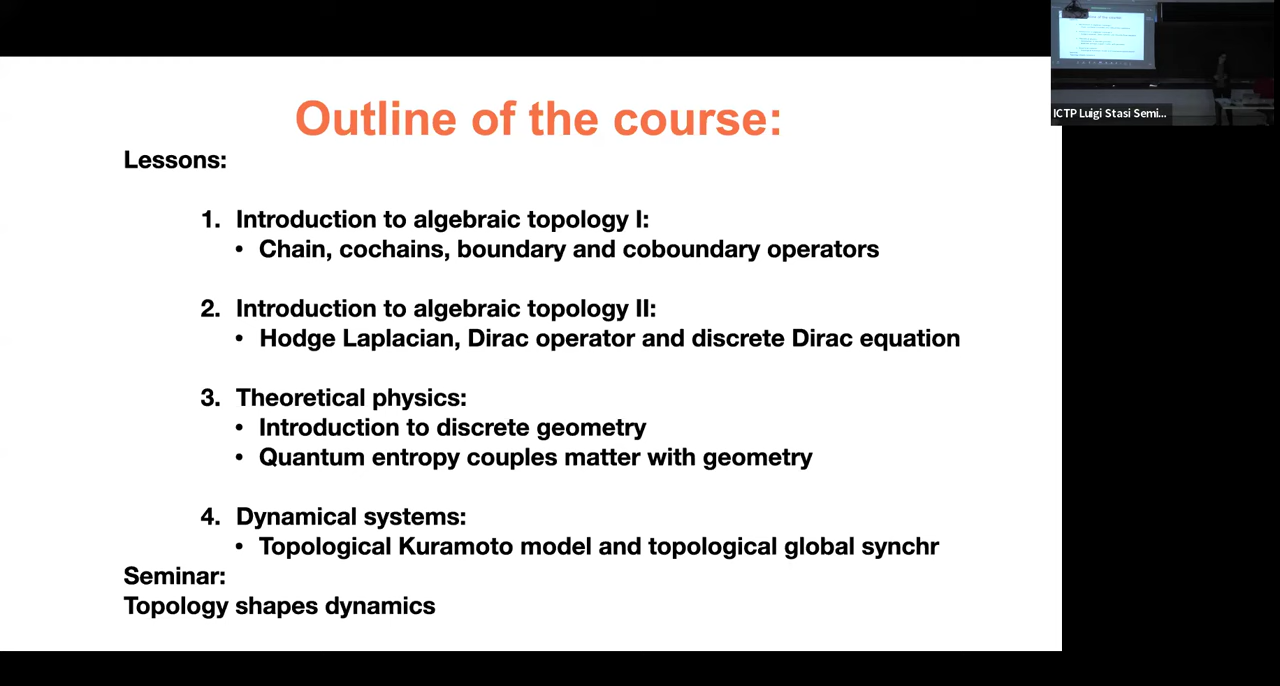 Outline of the course:
Lessons:
1. Introduction to algebraic topology I:
• Chain, cochains, boundary and coboundary operators
2. Introduction to algebraic topology II:
• Hodge Laplacian, Dirac operator and discrete Dirac equation
3. Theoretical physics:
• Introduction to discrete geometry
• Quantum entropy couples matter with geometry
4. Dynamical systems:
• Topological Kuramoto model and topological global synchr
Seminar:
Topology shapes dynamics
ICTP Luigi Stasi Semi...